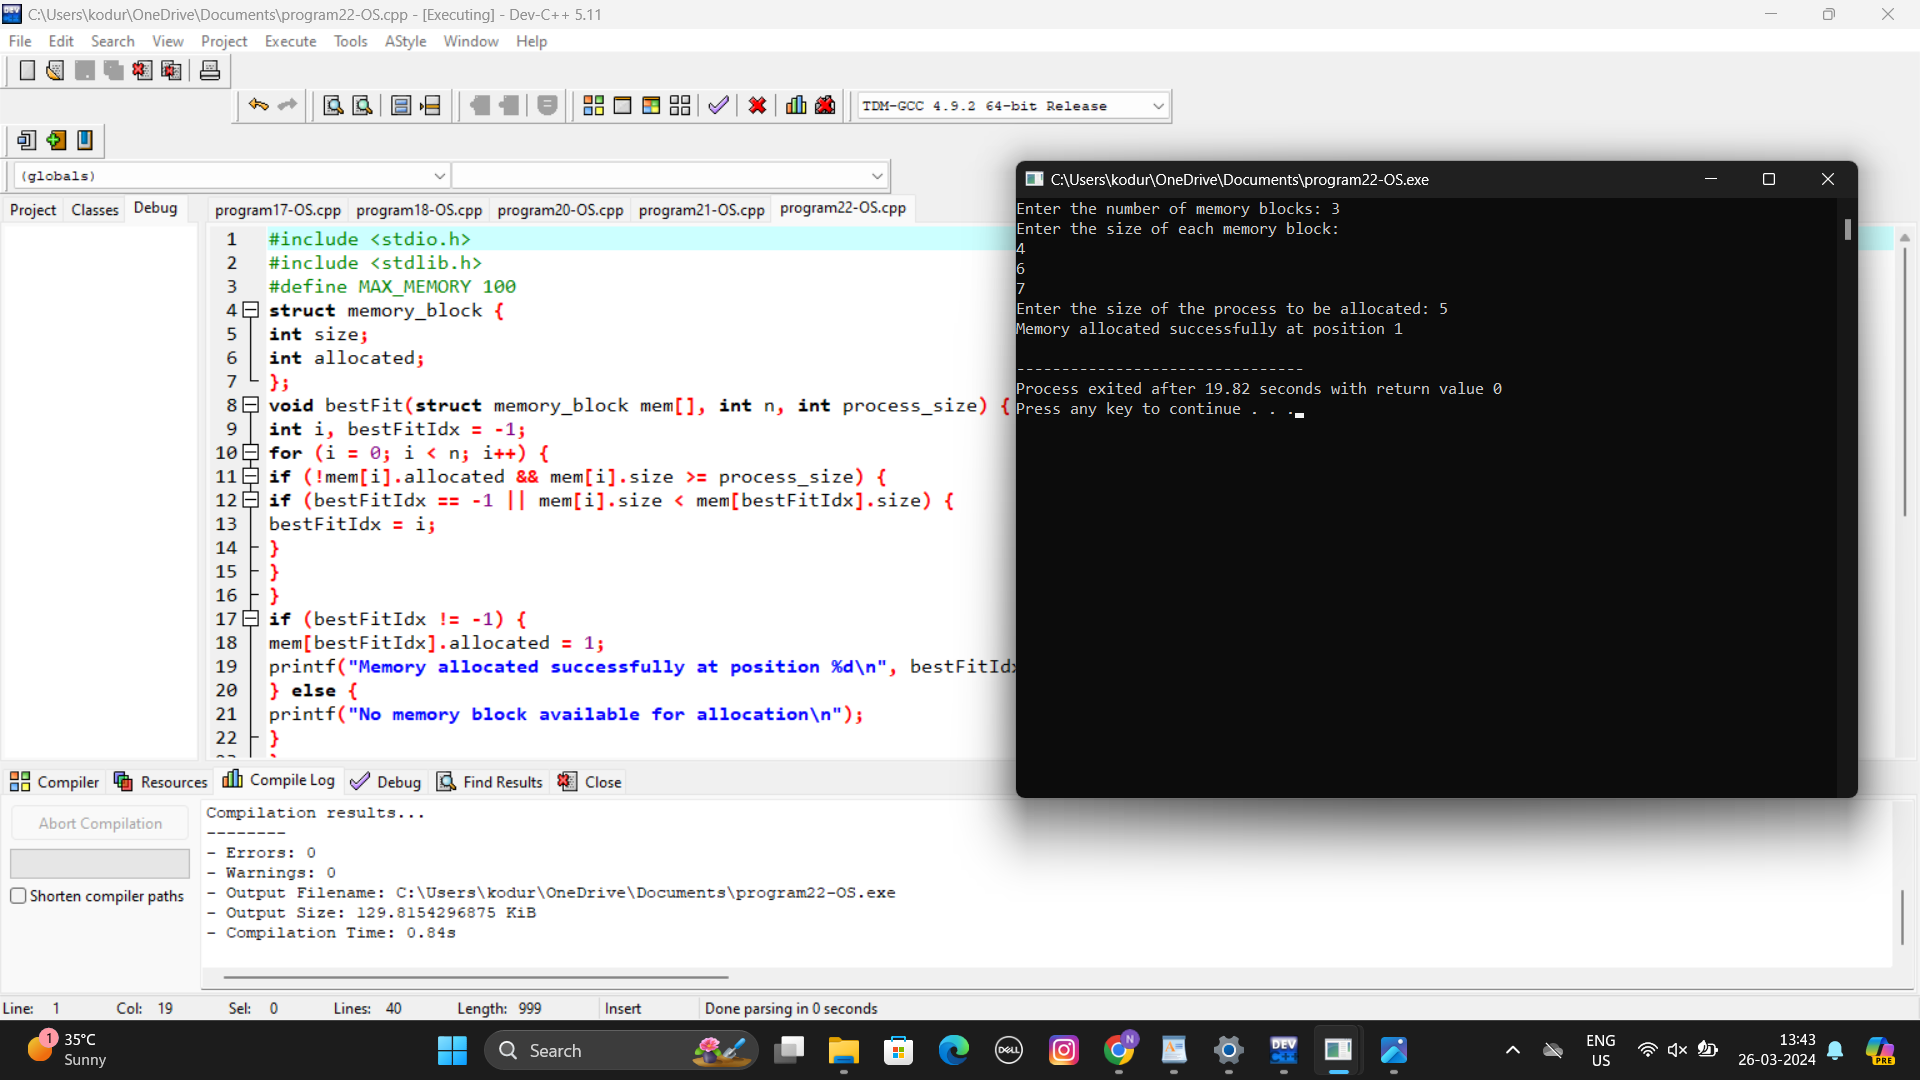 C:\Users\kodur\OneDrive\Documents\program22-OS.cpp - [Executing] - Dev-C++ 5.11
File Edit Search View Project Execute Tools AStyle Window Help
TDM-GCC 4.9.2 64-bit Release
(globals)
Project Classes Debug
program17-OS.cpp program18-OS.cpp program20-OS.cpp program21-OS.cpp program22-OS.cpp
1 #include <stdio.h>
2 #include <stdlib.h>
3 #define MAX_MEMORY 100
4 struct memory_block {
5 int size;
6 int allocated;
7 };
8 void bestFit(struct memory_block mem[], int n, int process_size) {
9 int i, bestFitIdx = -1;
10 for (i = 0; i < n; i++) {
11 if (!mem[i].allocated && mem[i].size >= process_size) {
12 if (bestFitIdx == -1 || mem[i].size < mem[bestFitIdx].size) {
13 bestFitIdx = i;
14 }
15 }
16 }
17 if (bestFitIdx != -1) {
18 mem[bestFitIdx].allocated = 1;
19 printf("Memory allocated successfully at position %d\n", bestFitIdx
20 } else {
21 printf("No memory block available for allocation\n");
22 }
C:\Users\kodur\OneDrive\Documents\program22-OS.exe
Enter the number of memory blocks: 3
Enter the size of each memory block:
4
6
7
Enter the size of the process to be allocated: 5
Memory allocated successfully at position 1
--------------------------------
Process exited after 19.82 seconds with return value 0
Press any key to continue . . .
Compiler Resources Compile Log Debug Find Results Close
Abort Compilation
Shorten compiler paths
Compilation results...
--------
- Errors: 0
- Warnings: 0
- Output Filename: C:\Users\kodur\OneDrive\Documents\program22-OS.exe
- Output Size: 129.8154296875 KiB
- Compilation Time: 0.84s
Line: 1 Col: 19 Sel: 0 Lines: 40 Length: 999 Insert Done parsing in 0 seconds
1
35°C
Sunny
Search
DELL
N
DEV
PRE
ENG
US
13:43
26-03-2024